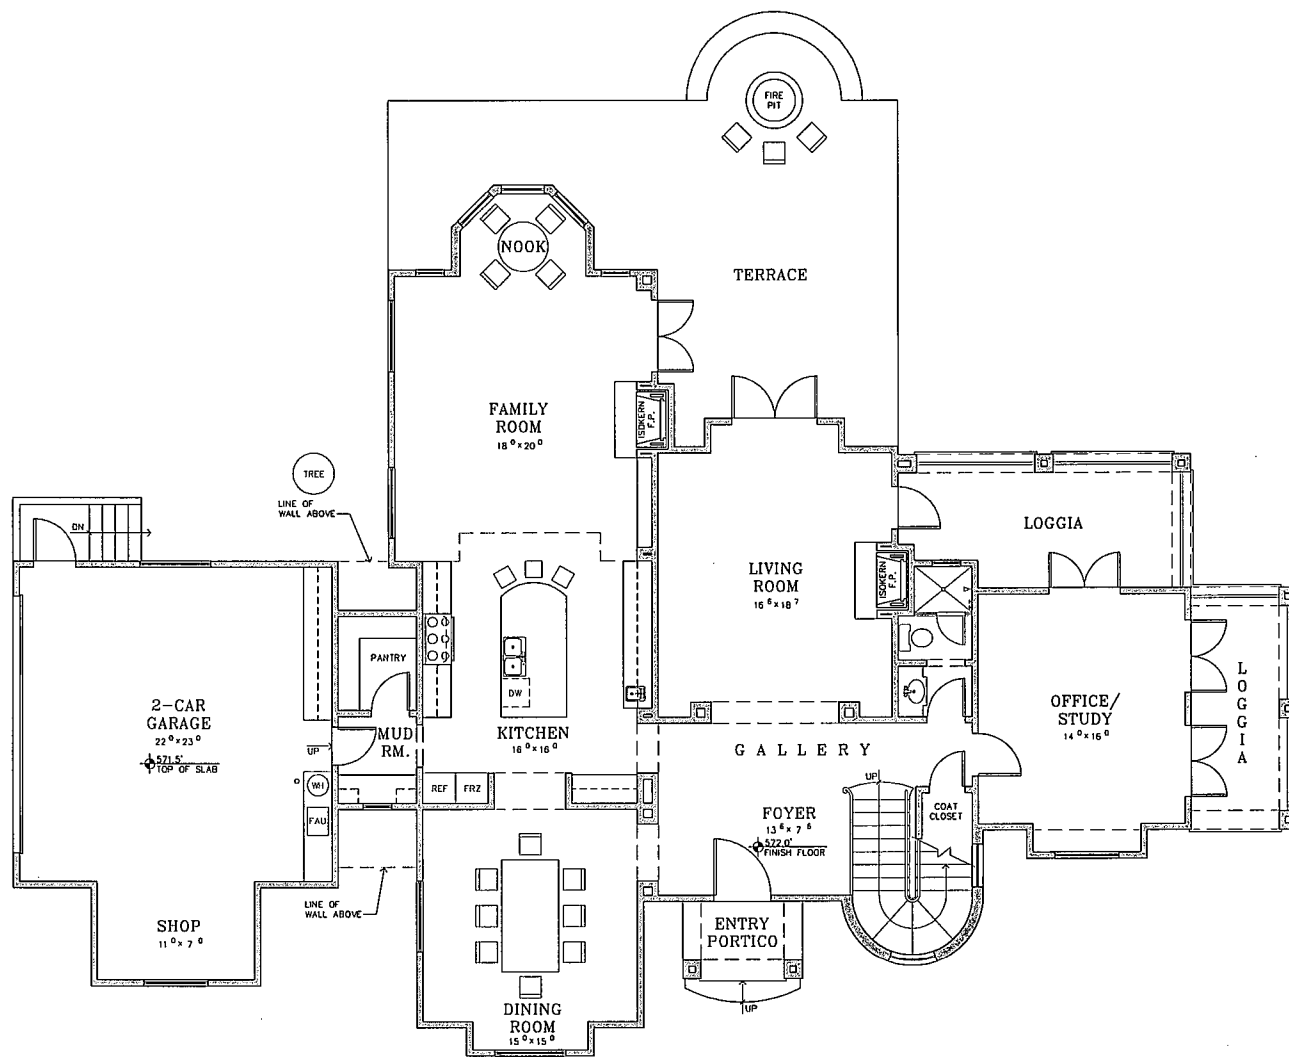 FIRE
PIT
NOOK
TERRACE
FAMILY
ROOM
18⁰ × 20⁰
ISOKERN
F.P.
TREE
LINE OF
WALL ABOVE
DN
LOGGIA
LIVING
ROOM
16⁶ × 18⁷
ISOKERN
F.P.
PANTRY
DW
2-CAR
GARAGE
22⁰ × 23⁰
571.5'
TOP OF SLAB
UP
MUD
RM.
KITCHEN
16⁰ × 16⁰
GALLERY
OFFICE/
STUDY
14⁰ × 16⁰
LOGGIA
WH
FAU
REF
FRZ
UP
FOYER
13⁶ × 7⁶
572.0'
FINISH FLOOR
COAT
CLOSET
LINE OF
WALL ABOVE
SHOP
11⁰ × 7⁰
ENTRY
PORTICO
UP
DINING
ROOM
15⁰ × 15⁰